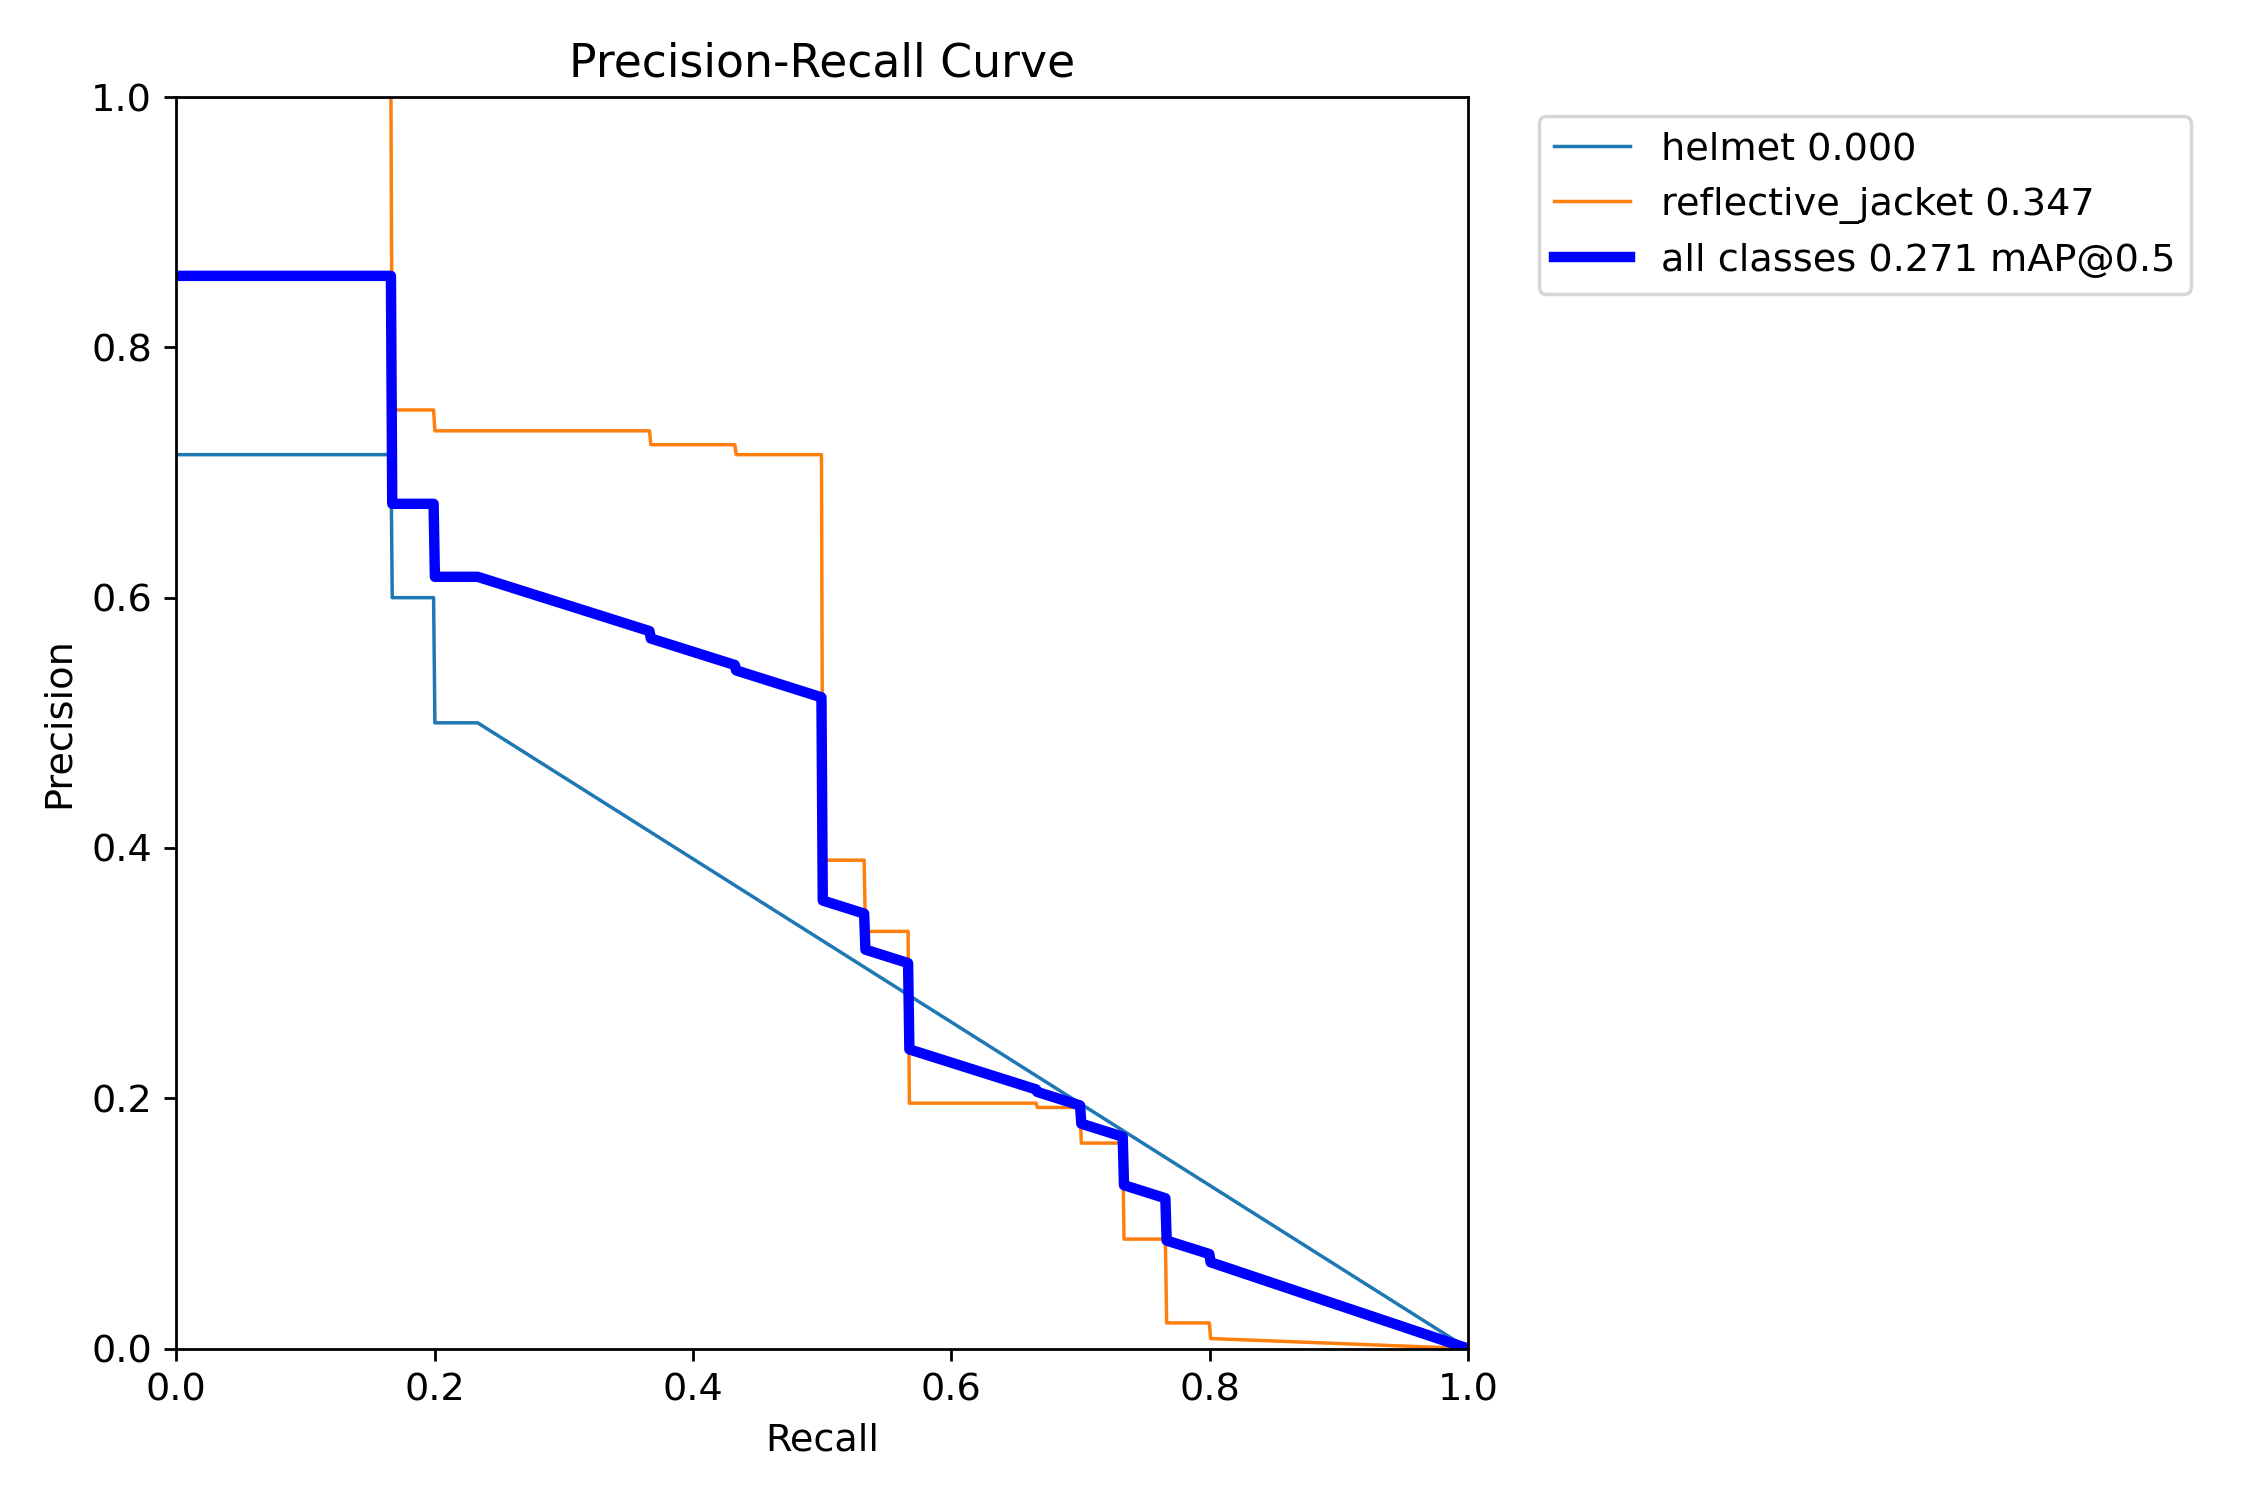 Precision-Recall Curve
1.0
0.8
0.6
0.4
0.2
0.0
Precision
0.0 0.2 0.4 0.6 0.8 1.0
Recall
helmet 0.000
reflective_jacket 0.347
all classes 0.271 mAP@0.5